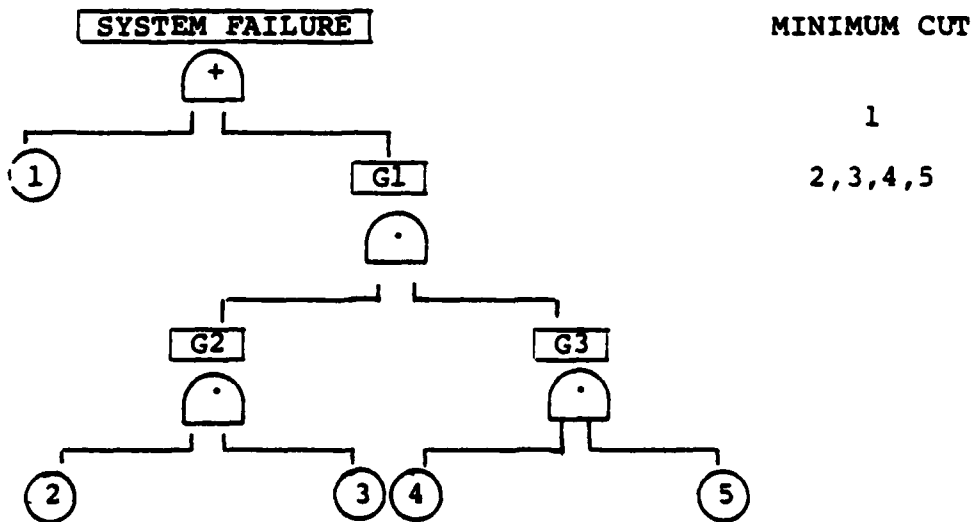 SYSTEM FAILURE
MINIMUM CUT
+
1
1
G1
2,3,4,5
.
G2
G3
.
.
2
3
4
5